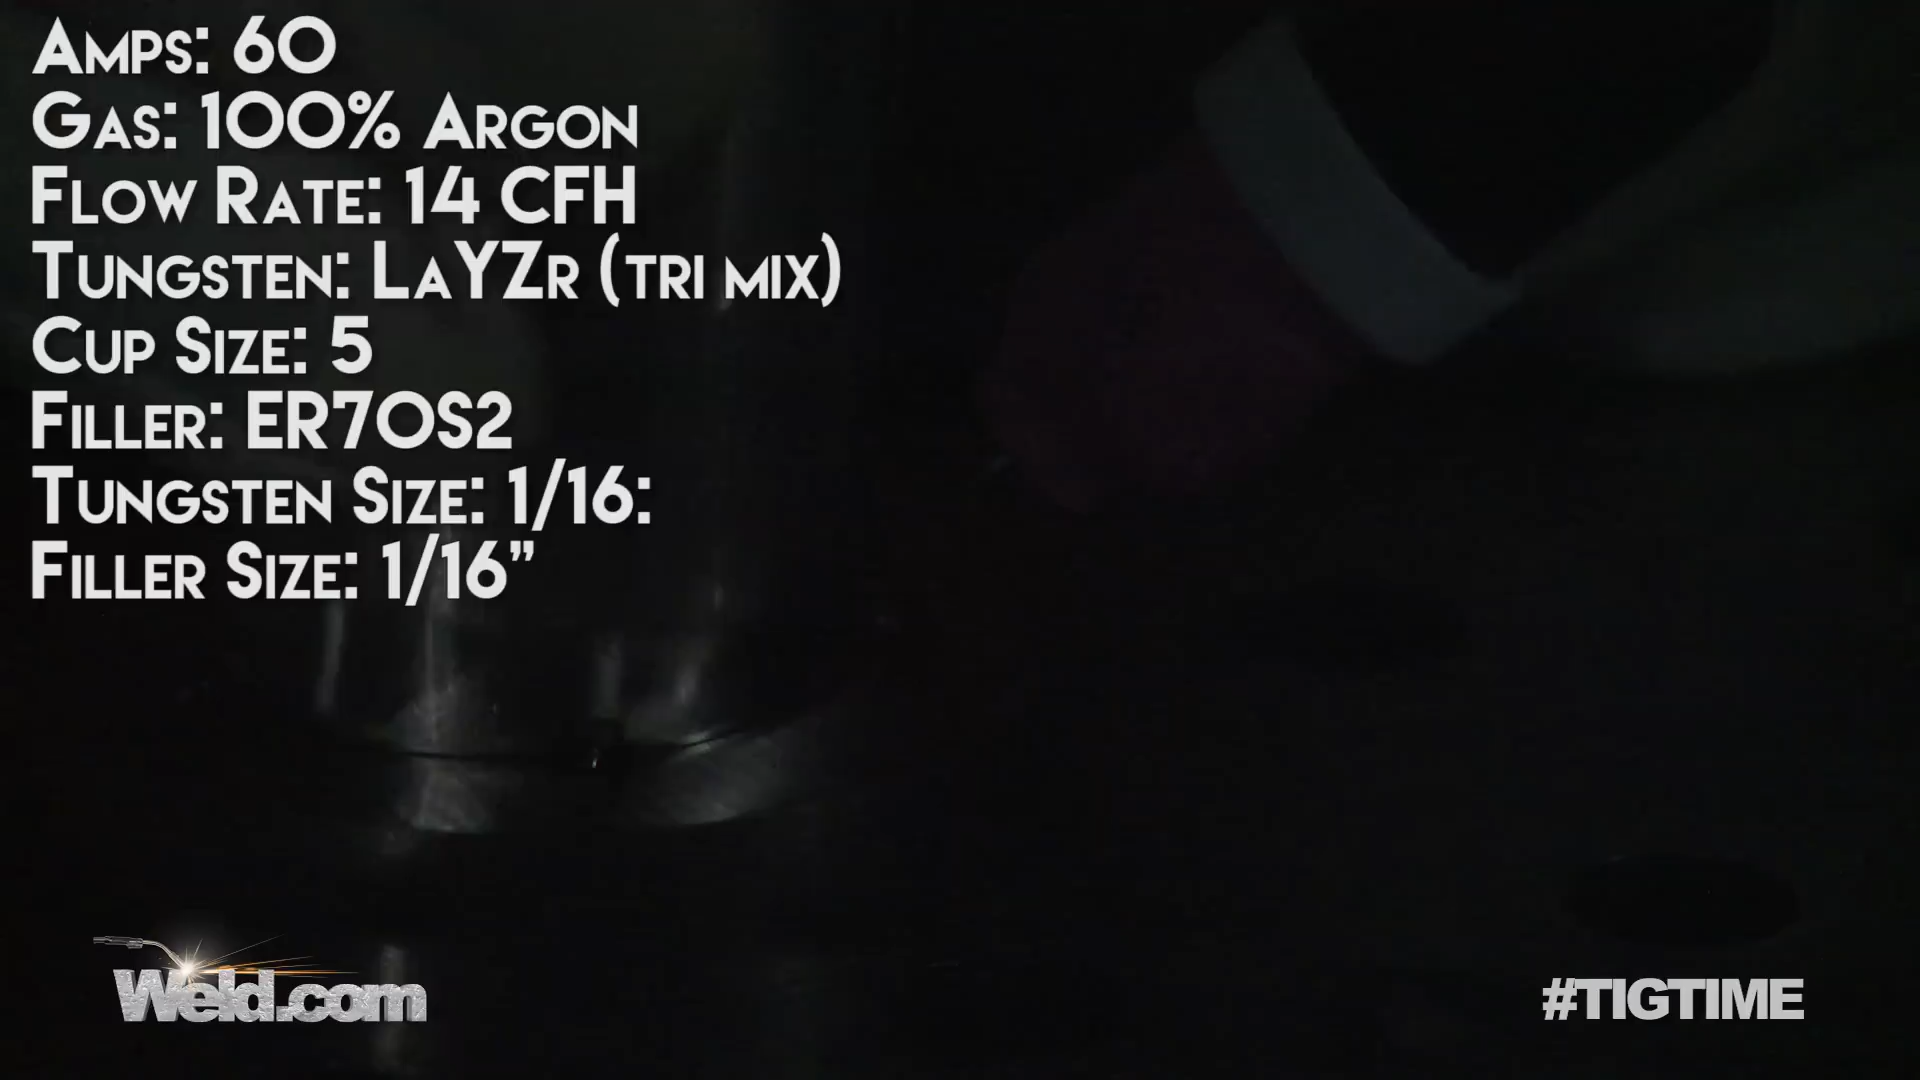 Amps: 60
Gas: 100% Argon
Flow Rate: 14 CFH
Tungsten: LaYZr (tri mix)
Cup Size: 5
Filler: ER70S2
Tungsten Size: 1/16:
Filler Size: 1/16”
Weld.com
#TIGTIME